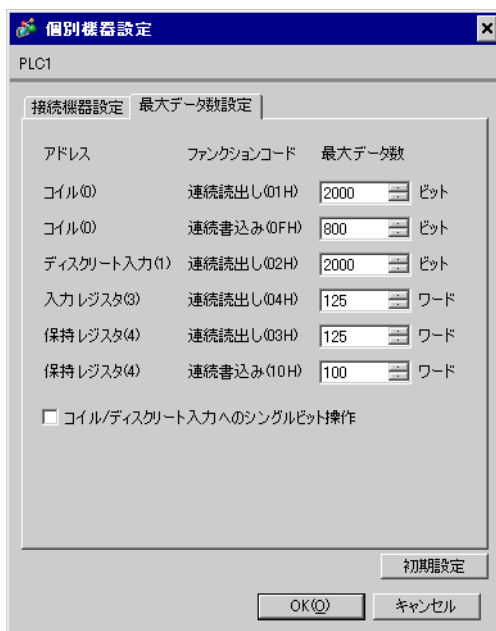 個別機器設定
PLC1
接続機器設定 最大データ数設定
アドレス ファンクションコード 最大データ数
コイル(0) 連続読出し(01H) 2000 ビット
コイル(0) 連続書込み(0FH) 800 ビット
ディスクリート入力(1) 連続読出し(02H) 2000 ビット
入力レジスタ(3) 連続読出し(04H) 125 ワード
保持レジスタ(4) 連続読出し(03H) 125 ワード
保持レジスタ(4) 連続書込み(10H) 100 ワード
コイル/ディスクリート入力へのシングルビット操作
初期設定
OK(O) キャンセル